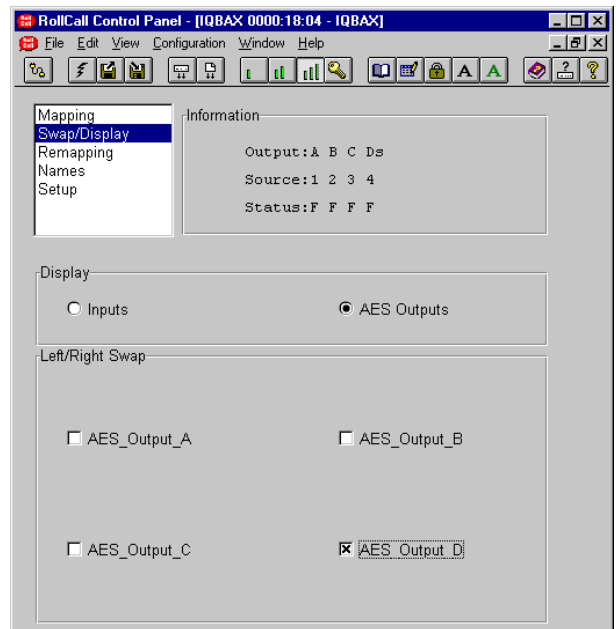 RollCall Control Panel - [IQBAX 0000:18:04 - IQBAX]
File Edit View Configuration Window Help
A A
Mapping
Swap/Display
Remapping
Names
Setup
Information
Output:A B C Ds
Source:1 2 3 4
Status:F F F F
Display
Inputs
AES Outputs
Left/Right Swap
AES_Output_A
AES_Output_B
AES_Output_C
AES_Output_D